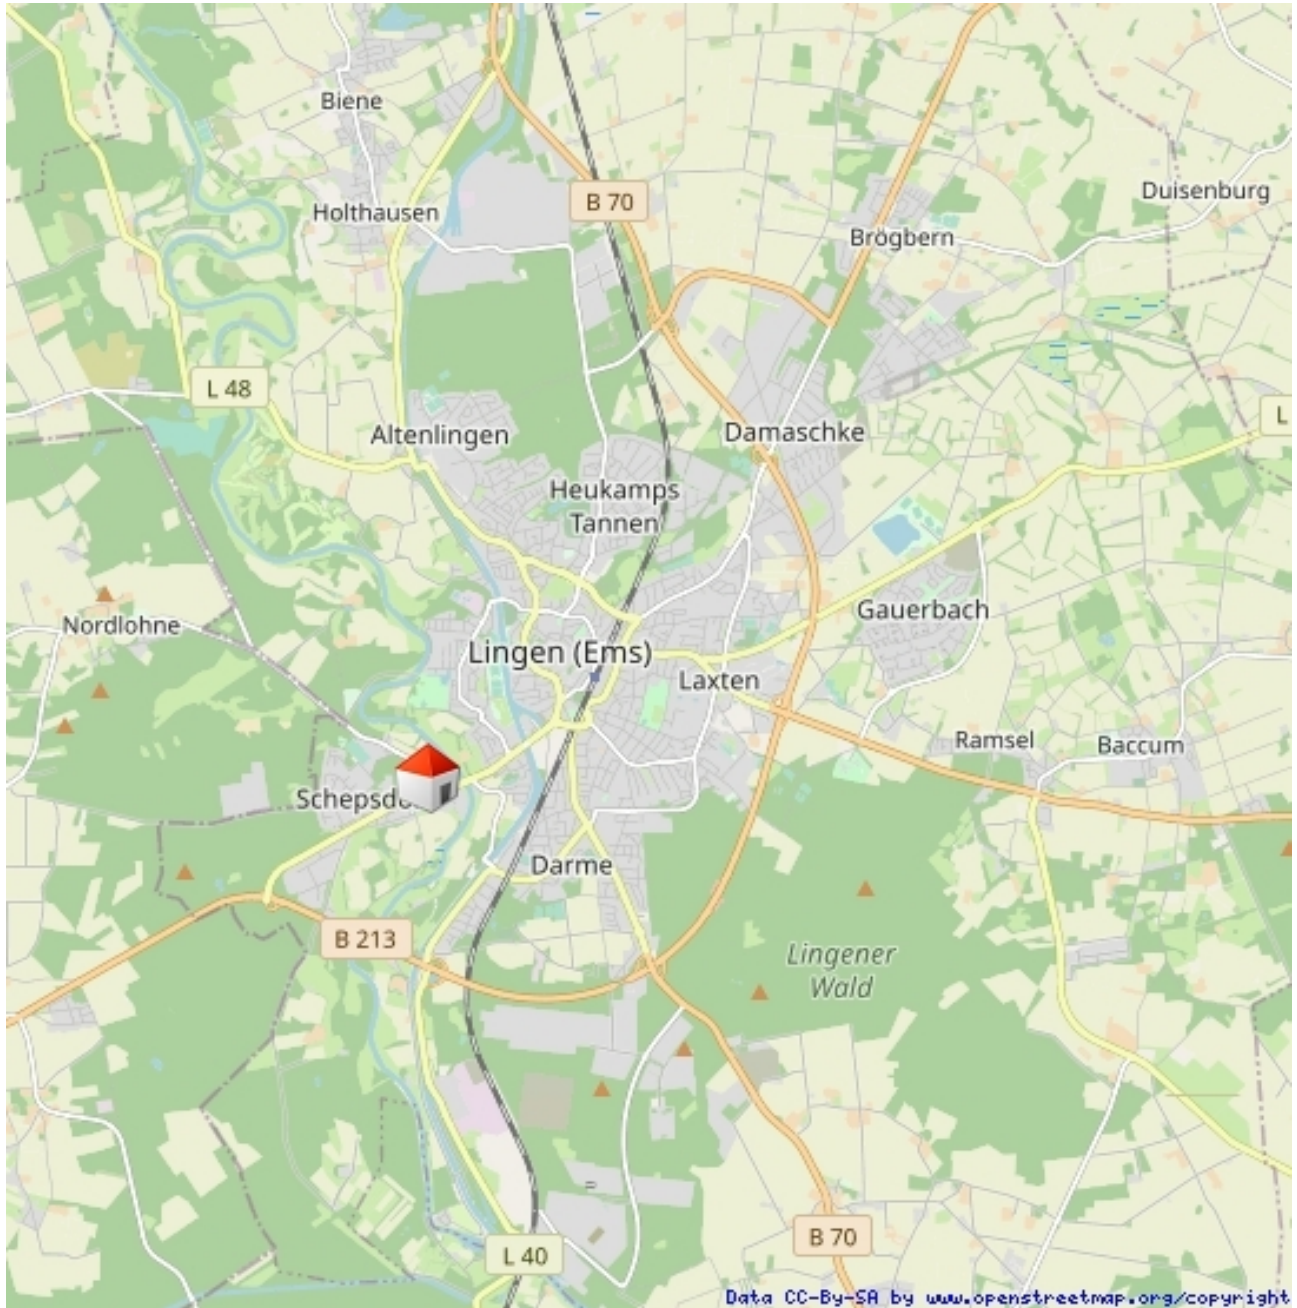 Biene
Duisenburg
B 70
Holthausen
Brögbern
L 48
L
Altenlingen
Damaschke
Heukamps
Tannen
Gauerbach
Nordlohne
Lingen (Ems)
Laxten
Ramsel
Baccum
Schepsdo
Darme
B 213
Lingener
Wald
B 70
L 40
Data CC-By-SA by www.openstreetmap.org/copyright